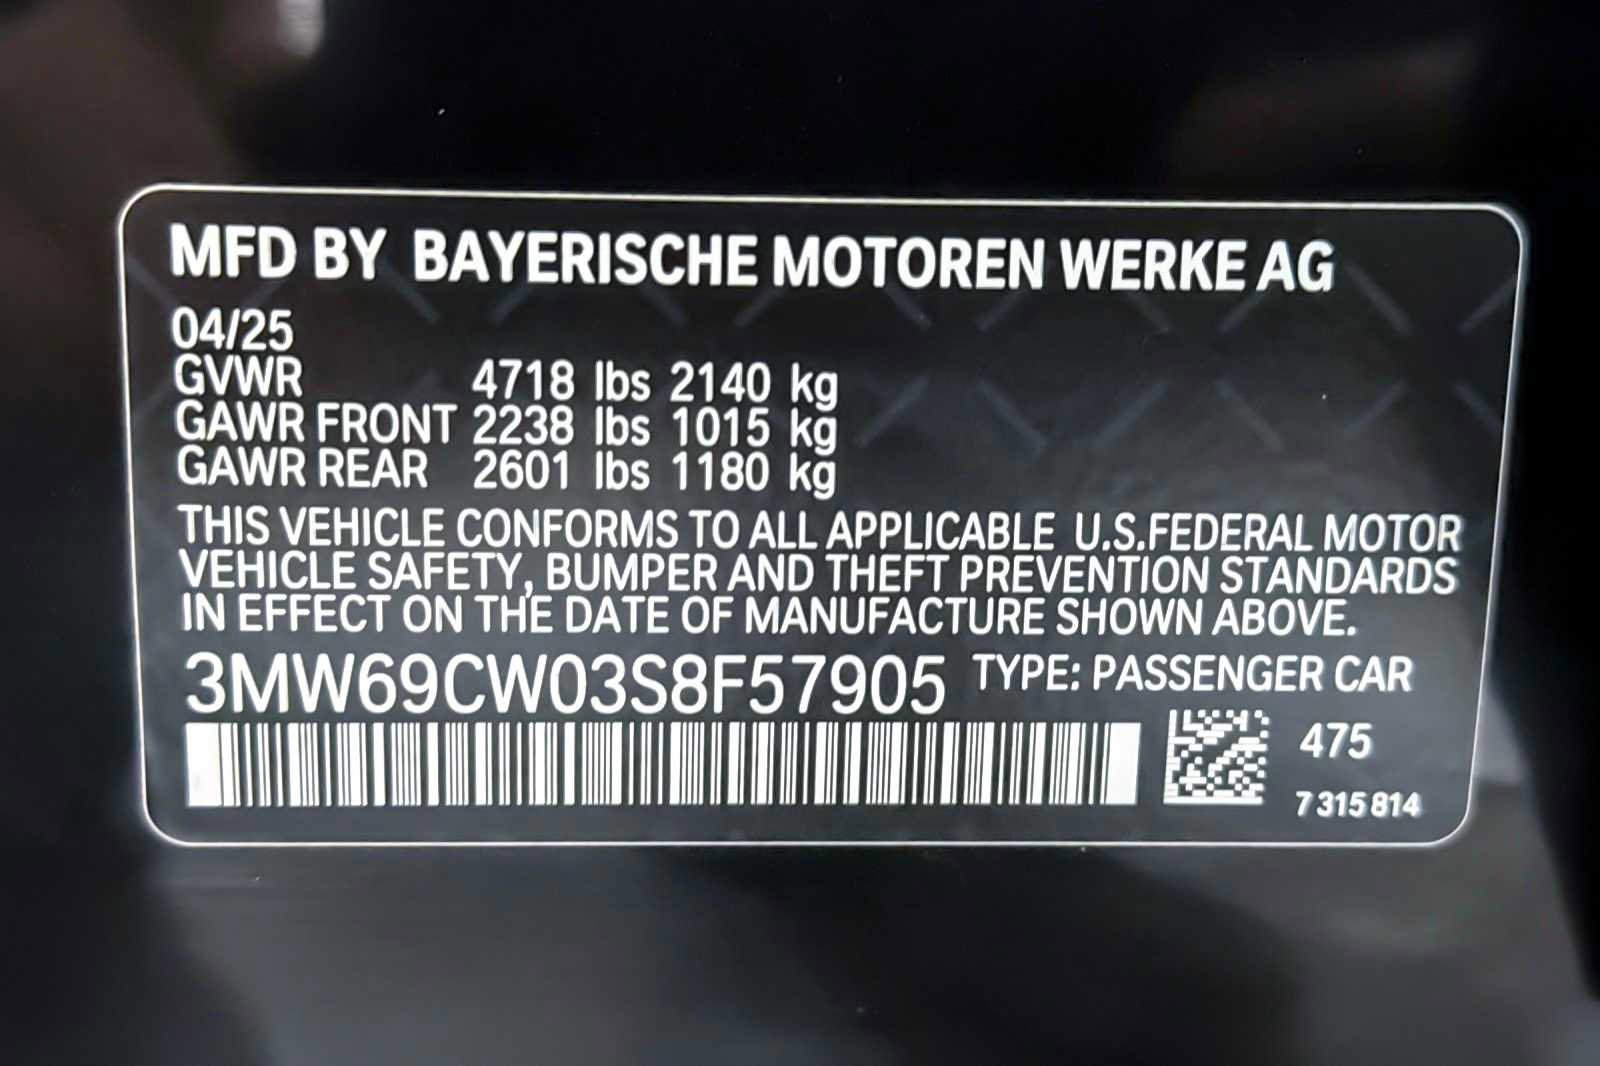 MFD BY BAYERISCHE MOTOREN WERKE AG
04/25
GVWR 4718 lbs 2140 kg
GAWR FRONT 2238 lbs 1015 kg
GAWR REAR 2601 lbs 1180 kg
THIS VEHICLE CONFORMS TO ALL APPLICABLE U.S.FEDERAL MOTOR
VEHICLE SAFETY, BUMPER AND THEFT PREVENTION STANDARDS
IN EFFECT ON THE DATE OF MANUFACTURE SHOWN ABOVE.
3MW69CW03S8F57905 TYPE: PASSENGER CAR
475
7 315 814